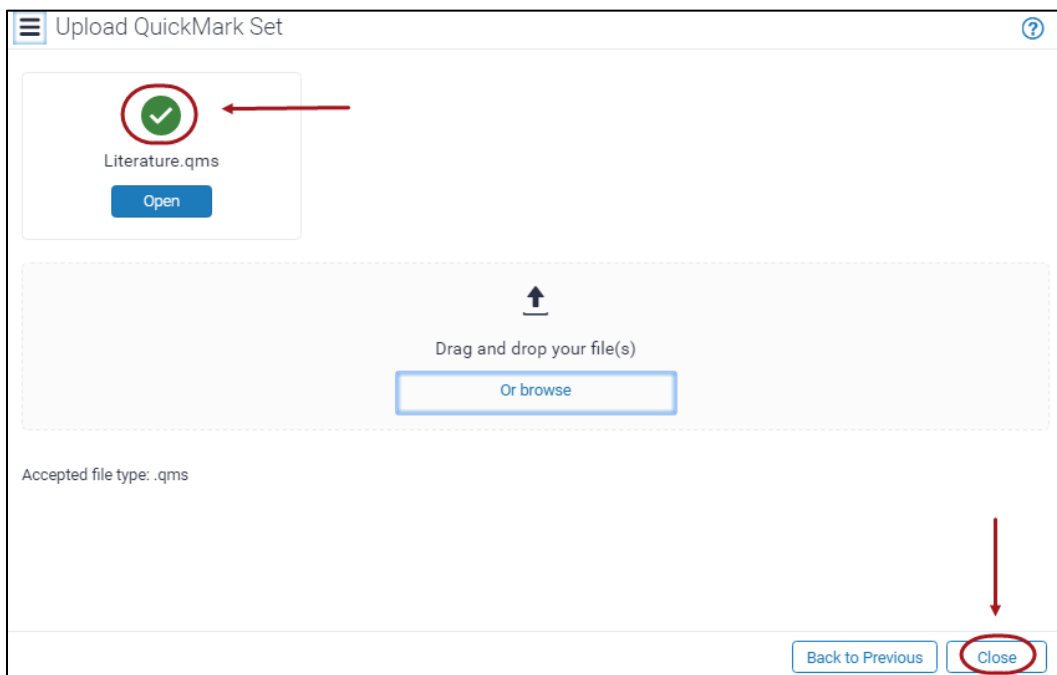 Upload QuickMark Set
Literature.qms
Open
Drag and drop your file(s)
Or browse
Accepted file type: .qms
Back to Previous
Close